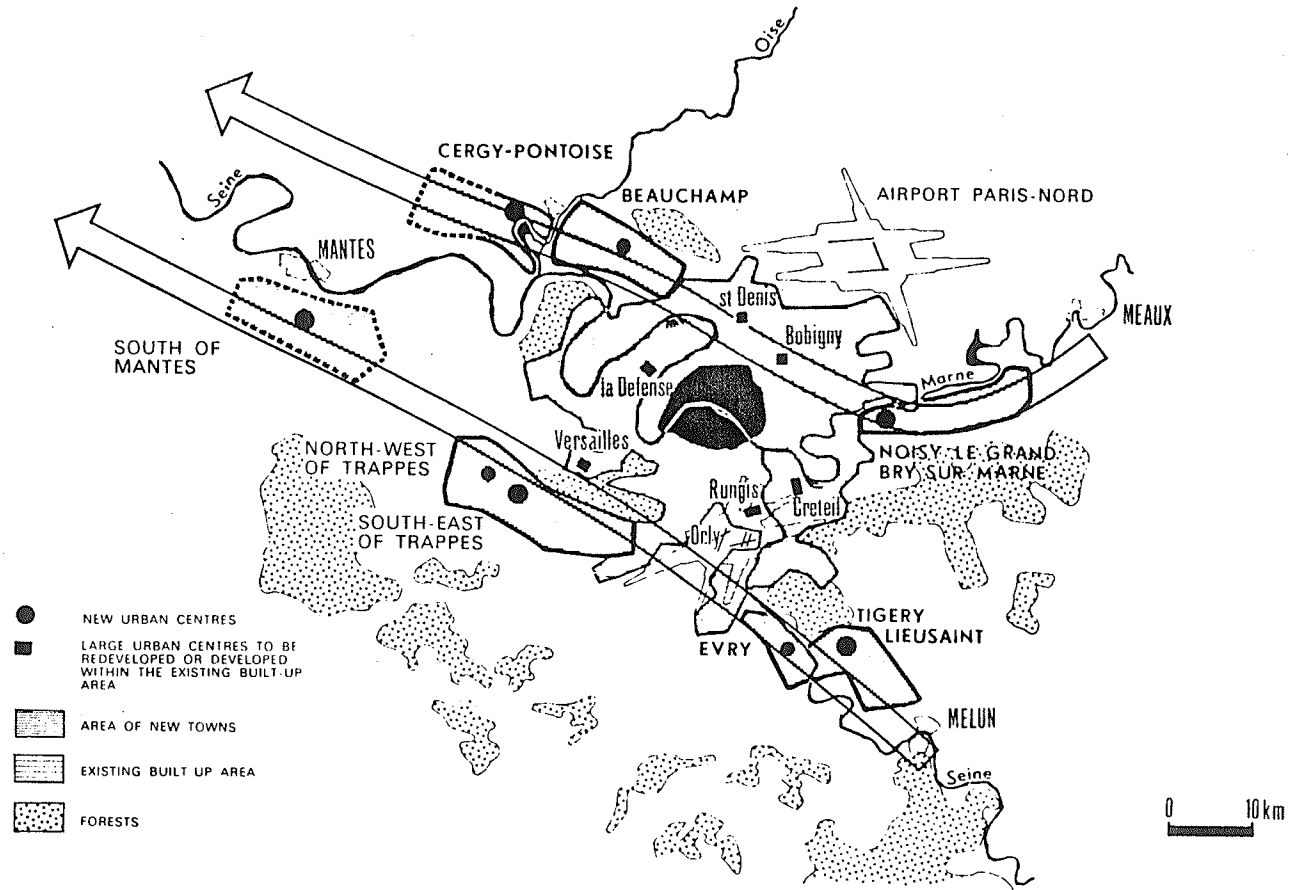 Oise
CERGY-PONTOISE
Seine
BEAUCHAMP
AIRPORT PARIS-NORD
MANTES
st Denis
MEAUX
Bobigny
SOUTH OF
MANTES
la Defense
Marne
Versailles
NORTH-WEST
OF TRAPPES
NOISY LE GRAND
BRY SUR MARNE
Rungis
Creteil
SOUTH-EAST
OF TRAPPES
Orly
TIGERY
LIEUSAINT
EVRY
MELUN
Seine
NEW URBAN CENTRES
LARGE URBAN CENTRES TO BE
REDEVELOPED OR DEVELOPED
WITHIN THE EXISTING BUILT-UP
AREA
AREA OF NEW TOWNS
EXISTING BUILT UP AREA
FORESTS
0 10 km